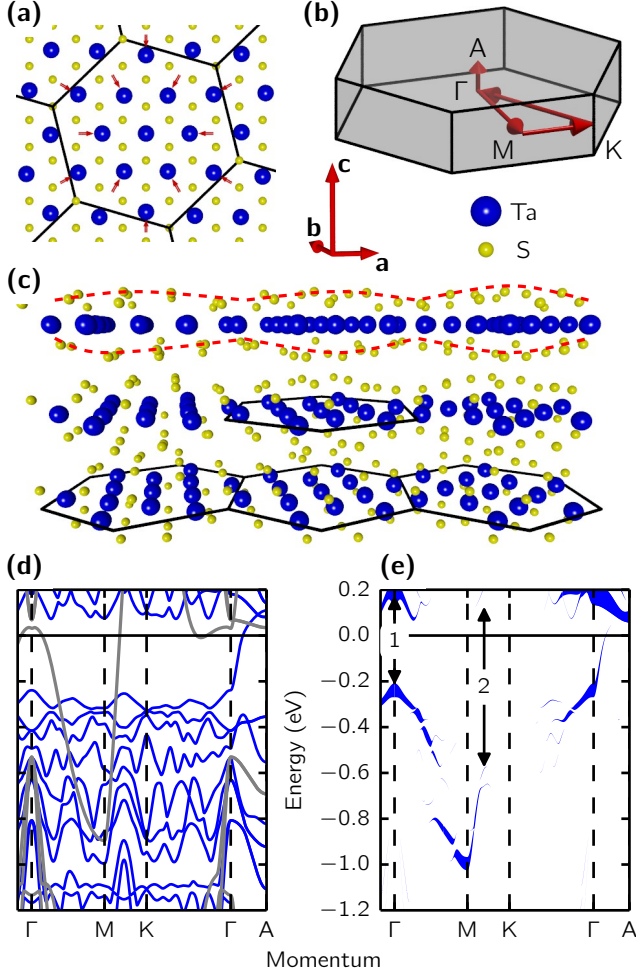 (a)
(b)
A
Γ
M
K
c
b
a
Ta
S
(c)
(d)
(e)
0.2
0.0
−0.2
−0.4
−0.6
−0.8
−1.0
−1.2
Energy (eV)
1
2
Γ M K Γ A
Γ M K Γ A
Momentum